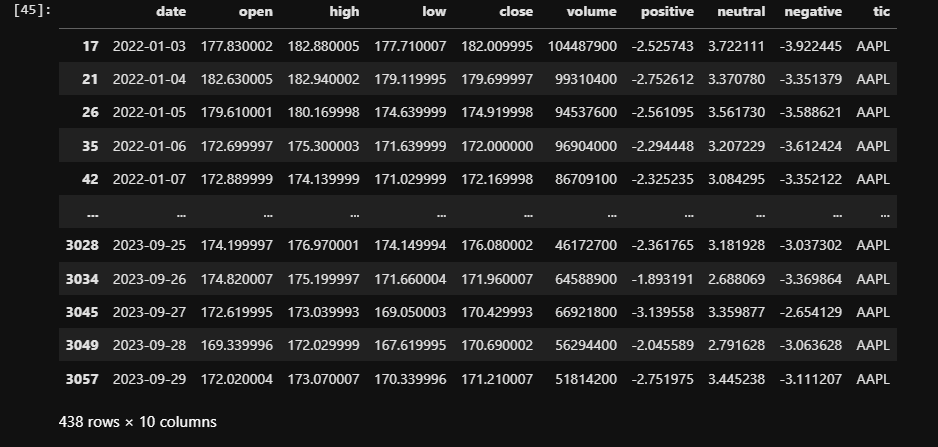 [45]:
date open high low close volume positive neutral negative tic
17 2022-01-03 177.830002 182.880005 177.710007 182.009995 104487900 -2.525743 3.722111 -3.922445 AAPL
21 2022-01-04 182.630005 182.940002 179.119995 179.699997 99310400 -2.752612 3.370780 -3.351379 AAPL
26 2022-01-05 179.610001 180.169998 174.639999 174.919998 94537600 -2.561095 3.561730 -3.588621 AAPL
35 2022-01-06 172.699997 175.300003 171.639999 172.000000 96904000 -2.294448 3.207229 -3.612424 AAPL
42 2022-01-07 172.889999 174.139999 171.029999 172.169998 86709100 -2.325235 3.084295 -3.352122 AAPL
... ... ... ... ... ... ... ... ... ... ...
3028 2023-09-25 174.199997 176.970001 174.149994 176.080002 46172700 -2.361765 3.181928 -3.037302 AAPL
3034 2023-09-26 174.820007 175.199997 171.660004 171.960007 64588900 -1.893191 2.688069 -3.369864 AAPL
3045 2023-09-27 172.619995 173.039993 169.050003 170.429993 66921800 -3.139558 3.359877 -2.654129 AAPL
3049 2023-09-28 169.339996 172.029999 167.619995 170.690002 56294400 -2.045589 2.791628 -3.063628 AAPL
3057 2023-09-29 172.020004 173.070007 170.339996 171.210007 51814200 -2.751975 3.445238 -3.111207 AAPL
438 rows × 10 columns